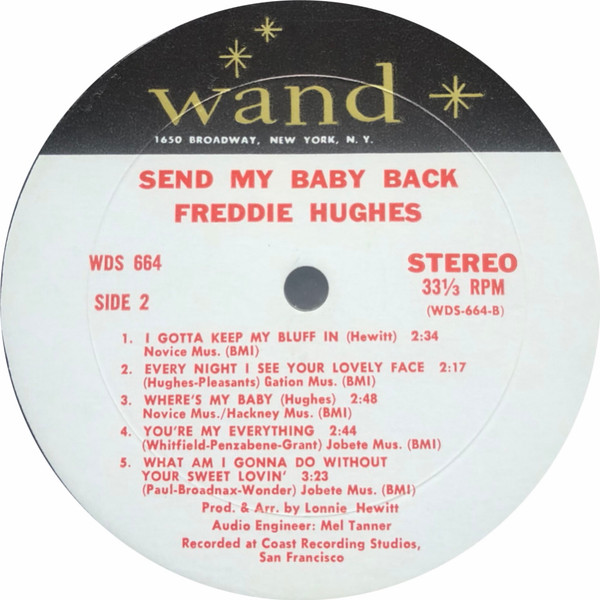 wand
1650 BROADWAY, NEW YORK, N. Y.
SEND MY BABY BACK
FREDDIE HUGHES
WDS 664
STEREO
33⅓ RPM
SIDE 2
(WDS-664-B)
1. I GOTTA KEEP MY BLUFF IN (Hewitt) 2:34
Novice Mus. (BMI)
2. EVERY NIGHT I SEE YOUR LOVELY FACE 2:17
(Hughes-Pleasants) Gation Mus. (BMI)
3. WHERE'S MY BABY (Hughes) 2:48
Novice Mus./Hackney Mus. (BMI)
4. YOU'RE MY EVERYTHING 2:44
(Whitfield-Penzabene-Grant) Jobete Mus. (BMI)
5. WHAT AM I GONNA DO WITHOUT
YOUR SWEET LOVIN' 3:23
(Paul-Broadnax-Wonder) Jobete Mus. (BMI)
Prod. & Arr. by Lonnie Hewitt
Audio Engineer: Mel Tanner
Recorded at Coast Recording Studios,
San Francisco